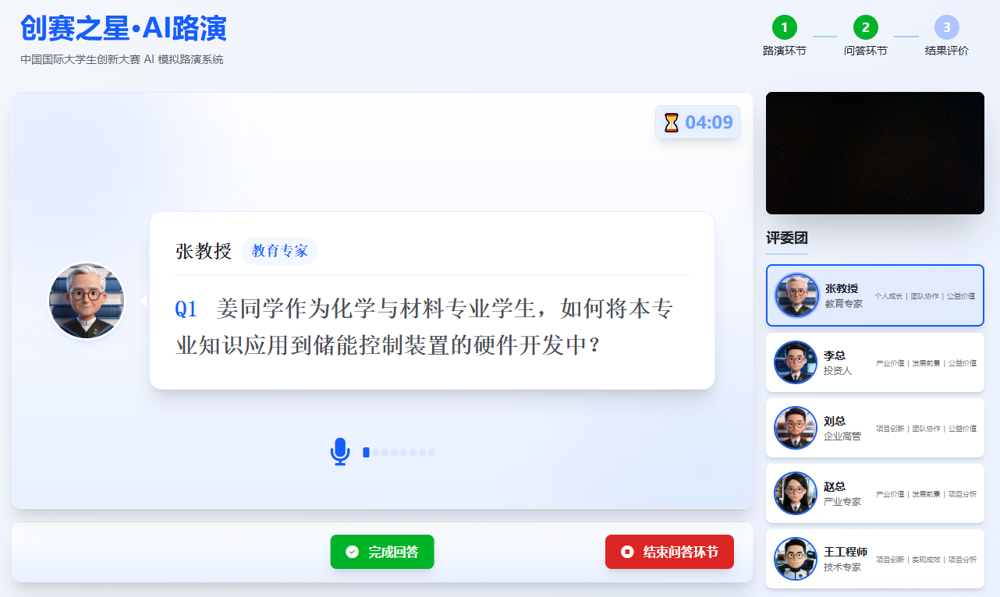 创赛之星•AI路演
中国国际大学生创新大赛 AI 模拟路演系统
1
2
3
路演环节
问答环节
结果评价
04:09
张教授 教育专家
Q1 姜同学作为化学与材料专业学生，如何将本专
业知识应用到储能控制装置的硬件开发中？
完成回答
结束问答环节
评委团
张教授
教育专家
个人成长 | 团队协作 | 公益价值
李总
投资人
产业价值 | 发展前景 | 公益价值
刘总
企业高管
项目创新 | 团队协作 | 公益价值
赵总
产业专家
产业价值 | 发展前景 | 项目分析
王工程师
技术专家
项目创新 | 实现成效 | 项目分析